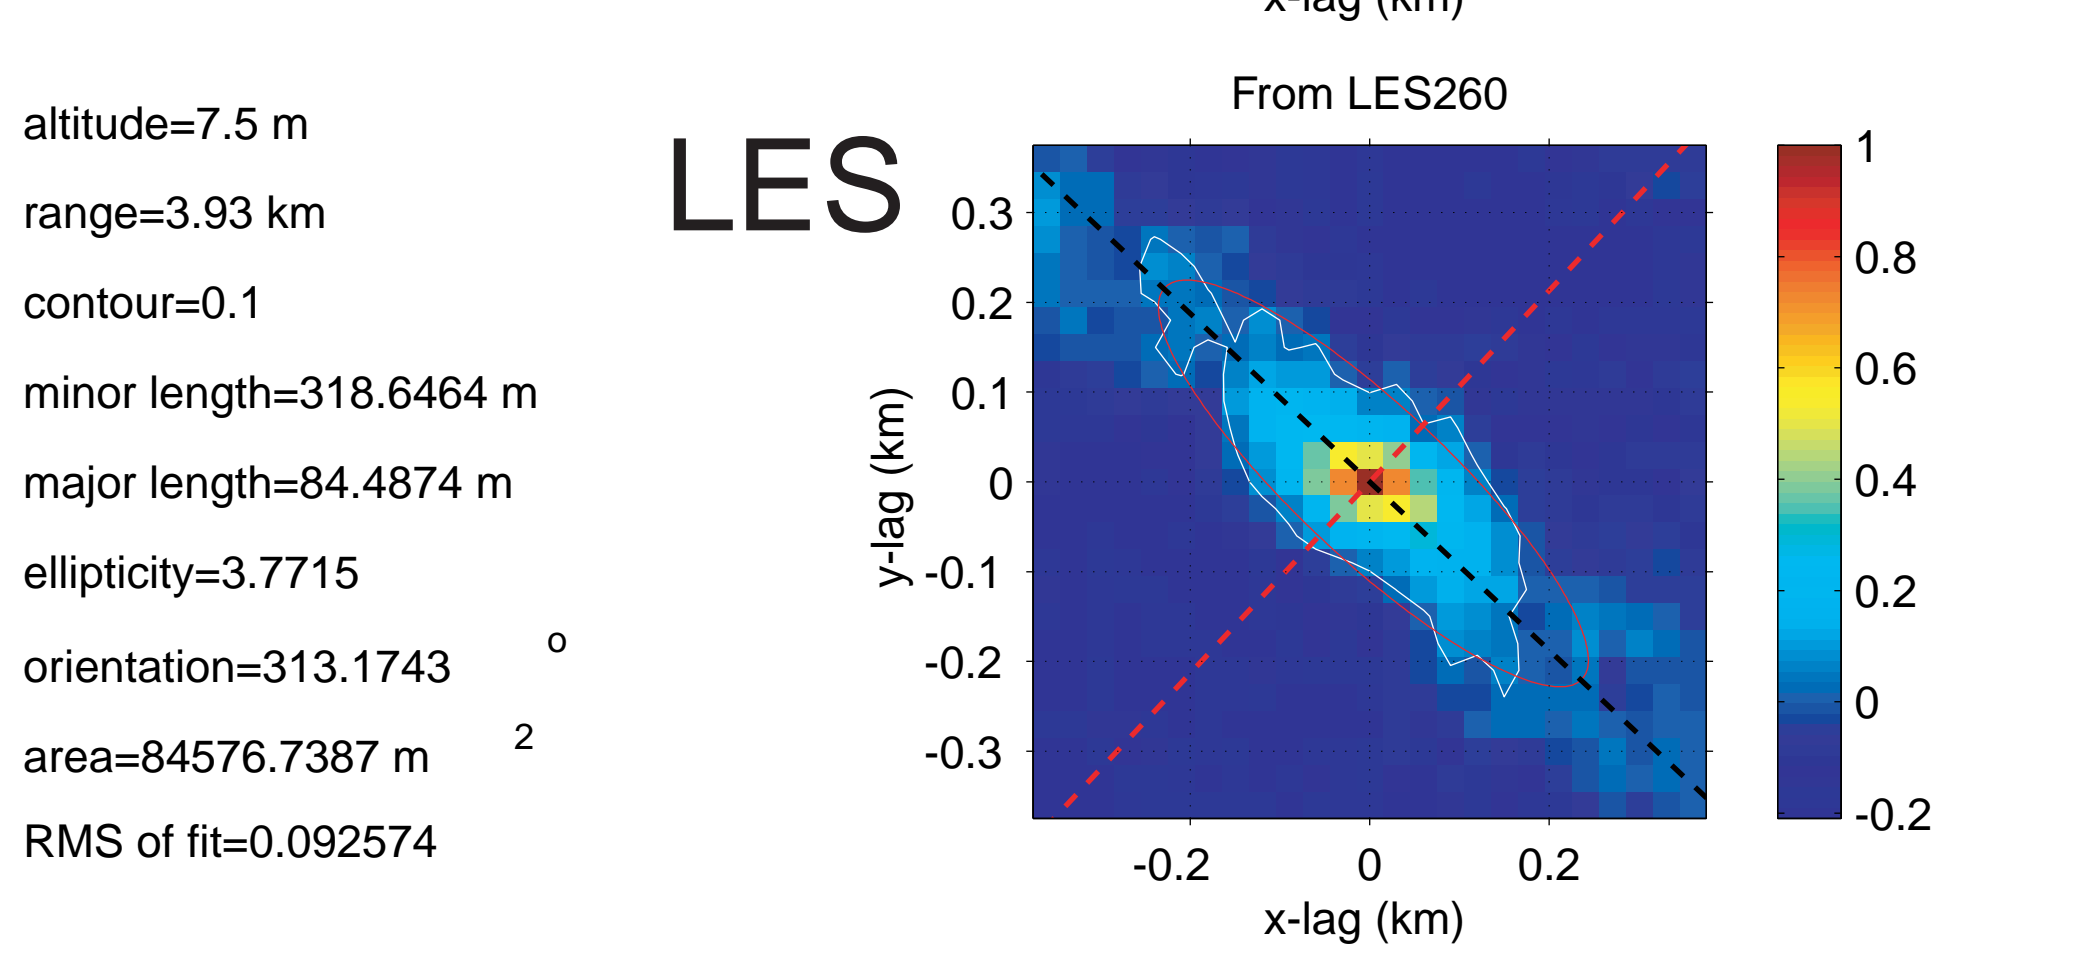 x-lag (km)
altitude=7.5 m
range=3.93 km
contour=0.1
minor length=318.6464 m
major length=84.4874 m
ellipticity=3.7715
orientation=313.1743 o
area=84576.7387 m 2
RMS of fit=0.092574
LES
From LES260
y-lag (km)
0.3
0.2
0.1
0
-0.1
-0.2
-0.3
-0.2 0 0.2
x-lag (km)
1
0.8
0.6
0.4
0.2
0
-0.2